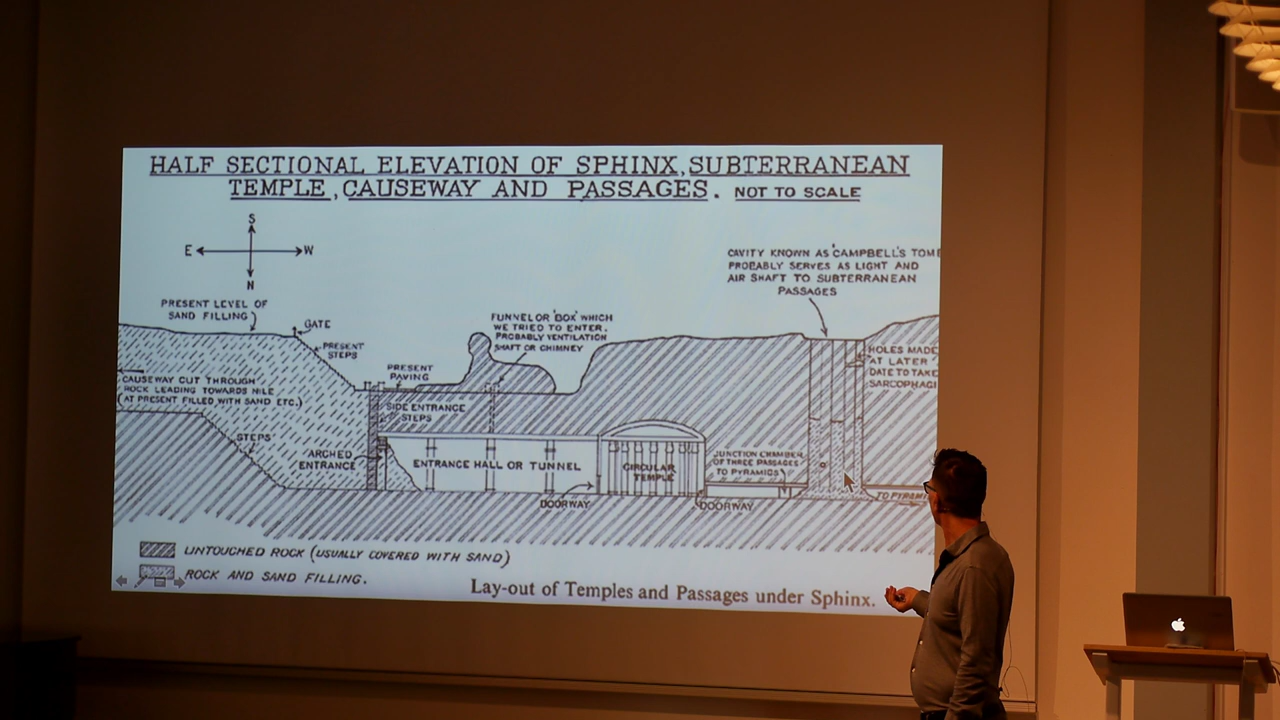 HALF SECTIONAL ELEVATION OF SPHINX, SUBTERRANEAN
TEMPLE, CAUSEWAY AND PASSAGES. NOT TO SCALE
S
E
W
N
CAVITY KNOWN AS 'CAMPBELL'S TOMB
PROBABLY SERVES AS LIGHT AND
AIR SHAFT TO SUBTERRANEAN
PASSAGES
PRESENT LEVEL OF
SAND FILLING
GATE
PRESENT
STEPS
FUNNEL OR 'BOX' WHICH
WE TRIED TO ENTER.
PROBABLY VENTILATION
SHAFT OR CHIMNEY
PRESENT
PAVING
HOLES MADE
AT LATER
DATE TO TAKE
SARCOPHAGI
CAUSEWAY CUT THROUGH
ROCK LEADING TOWARDS NILE
(AT PRESENT FILLED WITH SAND ETC.)
SIDE ENTRANCE
STEPS
STEPS
ARCHED
ENTRANCE
ENTRANCE HALL OR TUNNEL
CIRCULAR
TEMPLE
JUNCTION CHAMBER
OF THREE PASSAGES
TO PYRAMIDS
DOORWAY
DOORWAY
TO PYRAMI
UNTOUCHED ROCK (USUALLY COVERED WITH SAND)
ROCK AND SAND FILLING.
Lay-out of Temples and Passages under Sphinx.